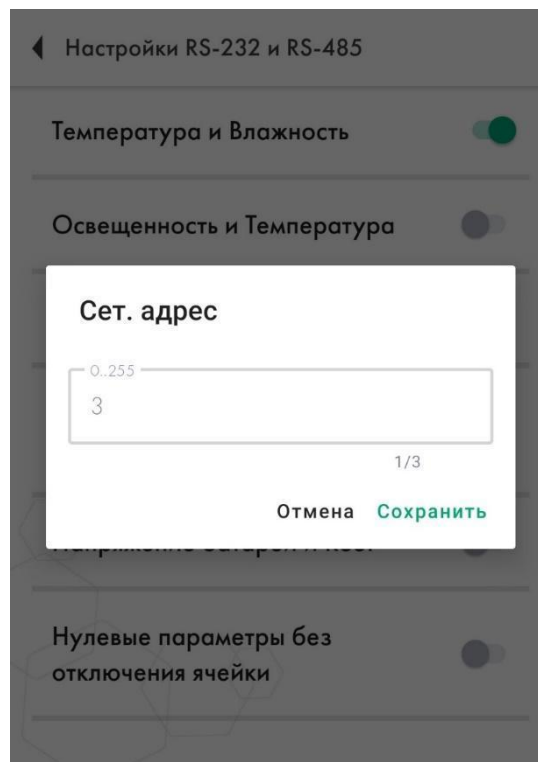 Настройки RS-232 и RS-485
Температура и Влажность
Освещенность и Температура
Сет. адрес
0..255
3
1/3
Отмена Сохранить
Нулевые параметры без
отключения ячейки